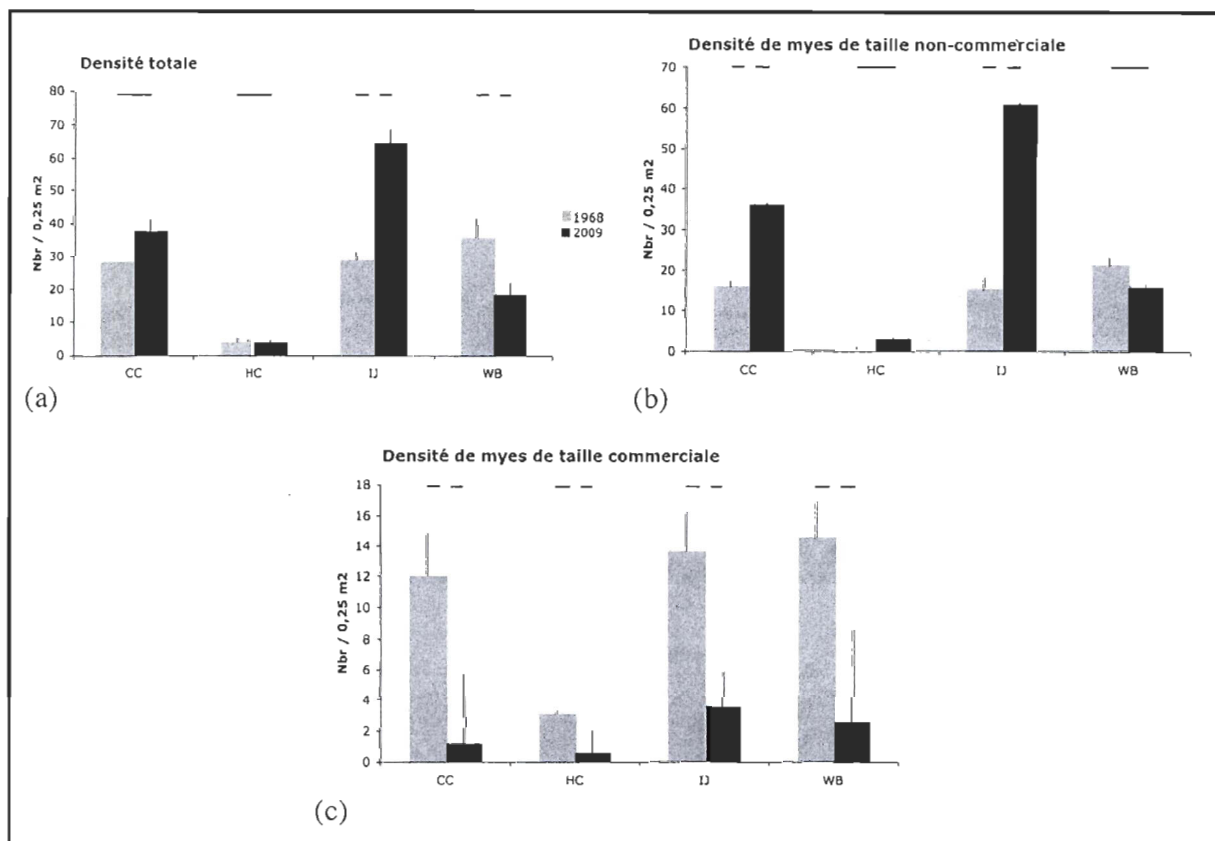 Densité totale
80
70
60
50
40
30
20
10
0
Nbr / 0,25 m2
CC
HC
IJ
WB
1968
2009
(a)
Densité de myes de taille non-commerciale
70
60
50
40
30
20
10
0
Nbr / 0,25 m2
CC
HC
IJ
WB
(b)
Densité de myes de taille commerciale
18
16
14
12
10
8
6
4
2
0
Nbr / 0,25 m2
CC
HC
IJ
WB
(c)